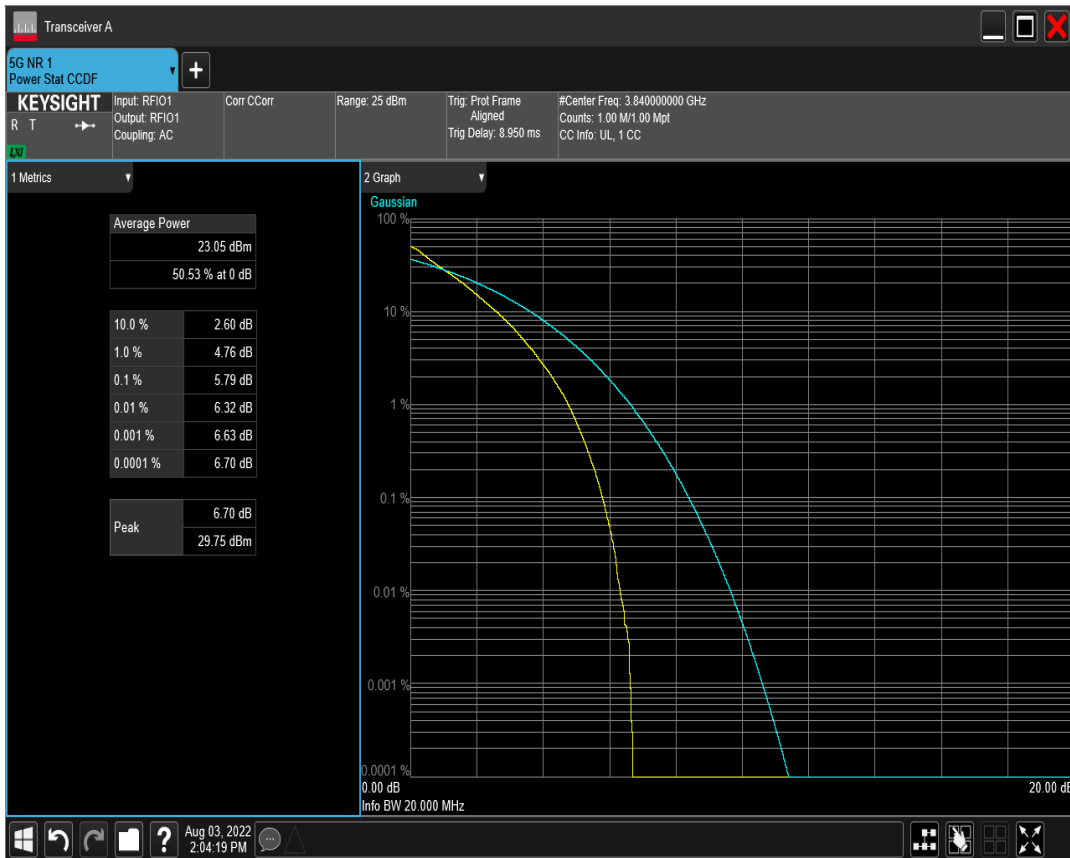 Transceiver A
5G NR 1
Power Stat CCDF
KEYSIGHT
R T
LXI
Input: RFIO1
Output: RFIO1
Coupling: AC
Corr CCorr
Range: 25 dBm
Trig: Prot Frame
Aligned
Trig Delay: 8.950 ms
#Center Freq: 3.840000000 GHz
Counts: 1.00 M/1.00 Mpt
CC Info: UL, 1 CC
1 Metrics
Average Power
23.05 dBm
50.53 % at 0 dB
10.0 % 2.60 dB
1.0 % 4.76 dB
0.1 % 5.79 dB
0.01 % 6.32 dB
0.001 % 6.63 dB
0.0001 % 6.70 dB
Peak
6.70 dB
29.75 dBm
2 Graph
Gaussian
100 %
10 %
1 %
0.1 %
0.01 %
0.001 %
0.0001 %
0.00 dB
20.00 dB
Info BW 20.000 MHz
?
Aug 03, 2022
2:04:19 PM